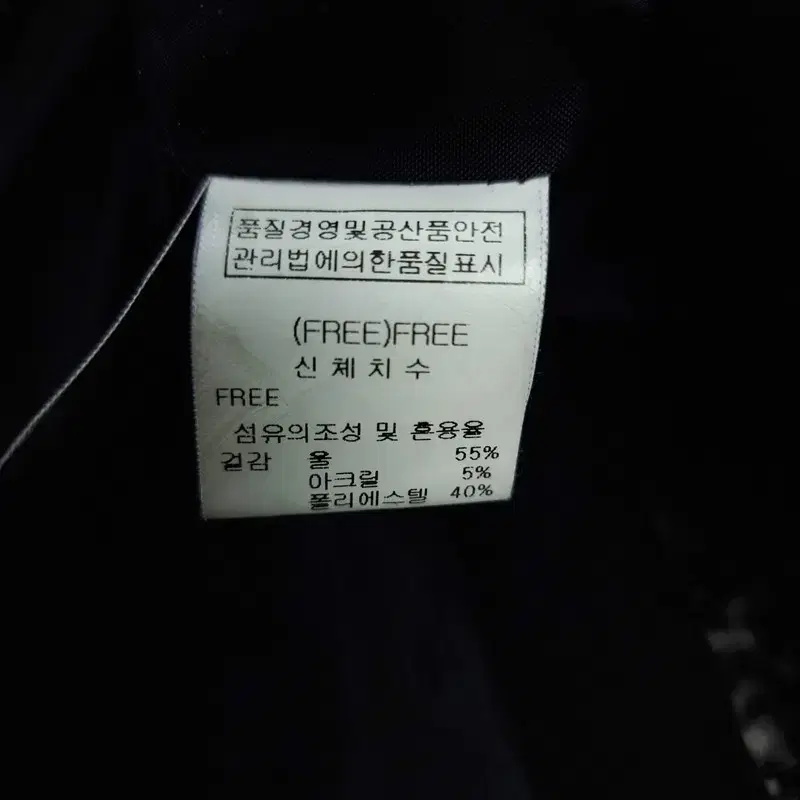 품질경영및공산품안전
관리법에의한품질표시
(FREE)FREE
신체치수
FREE
섬유의조성 및 혼용율
겉감 울 55%
아크릴 5%
폴리에스텔 40%